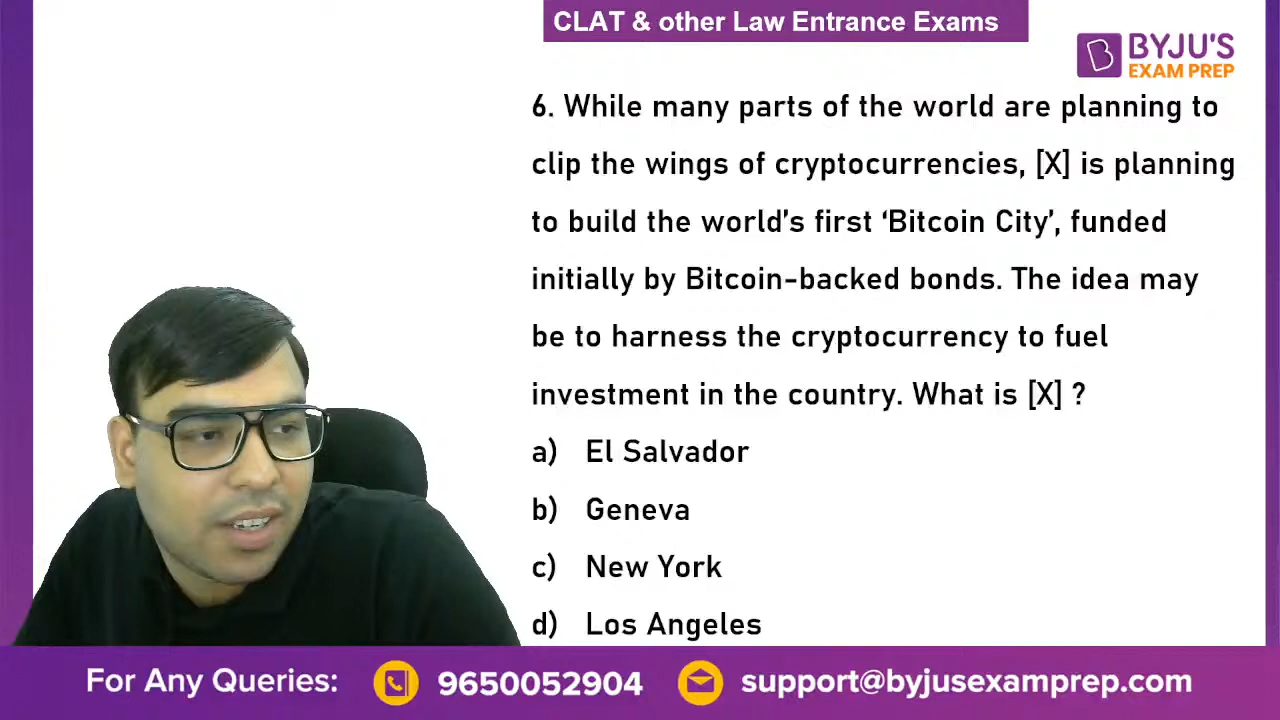 CLAT & other Law Entrance Exams
BYJU'S
EXAM PREP
6. While many parts of the world are planning to
clip the wings of cryptocurrencies, [X] is planning
to build the world's first ‘Bitcoin City’, funded
initially by Bitcoin-backed bonds. The idea may
be to harness the cryptocurrency to fuel
investment in the country. What is [X] ?
a) El Salvador
b) Geneva
c) New York
d) Los Angeles
For Any Queries: 9650052904 support@byjusexamprep.com